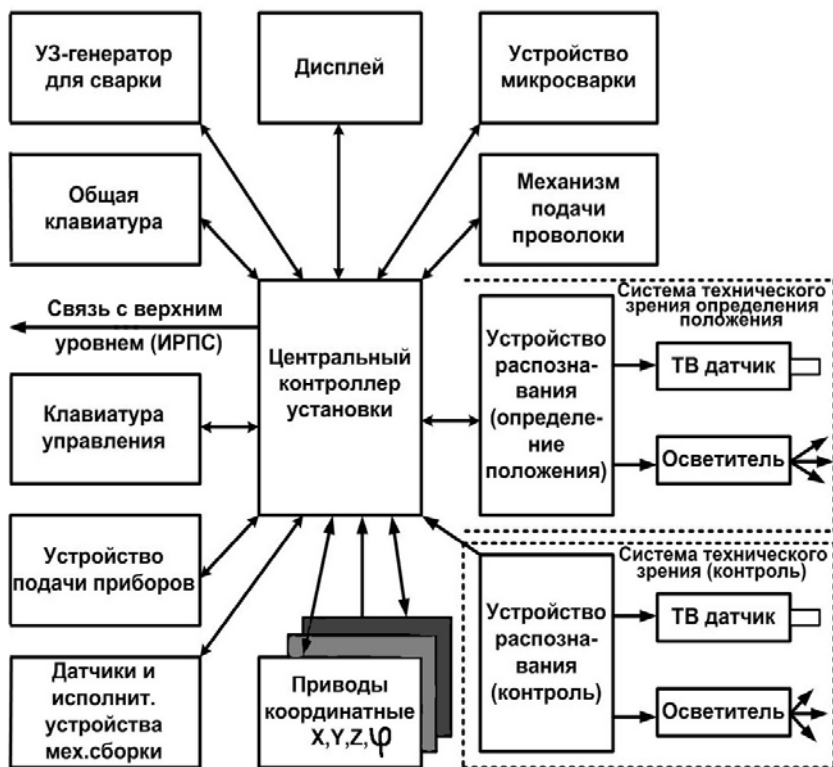 УЗ-генератор
для сварки
Дисплей
Устройство
микросварки
Общая
клавиатура
Механизм
подачи
проволоки
Связь с верхним
уровнем (ИРПС)
Центральный
контроллер
установки
Система технического
зрения определения
положения
Устройство
распозна-
вания
(определе-
ние
положения)
ТВ датчик
Осветитель
Клавиатура
управления
Устройство
подачи приборов
Система технического
зрения (контроль)
Устройство
распозна-
вания
(контроль)
ТВ датчик
Осветитель
Датчики и
исполнит.
устройства
мех.сборки
Приводы
координатные
X,Y,Z,φ